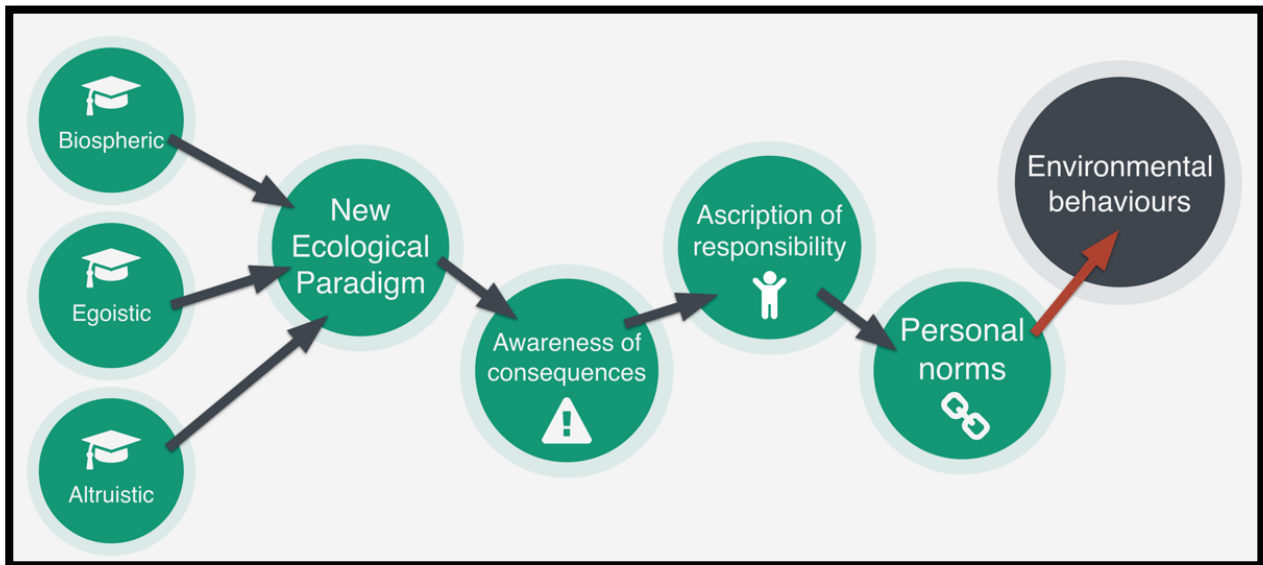 Biospheric
Egoistic
Altruistic
New
Ecological
Paradigm
Awareness of
consequences
Ascription of
responsibility
Personal
norms
Environmental
behaviours